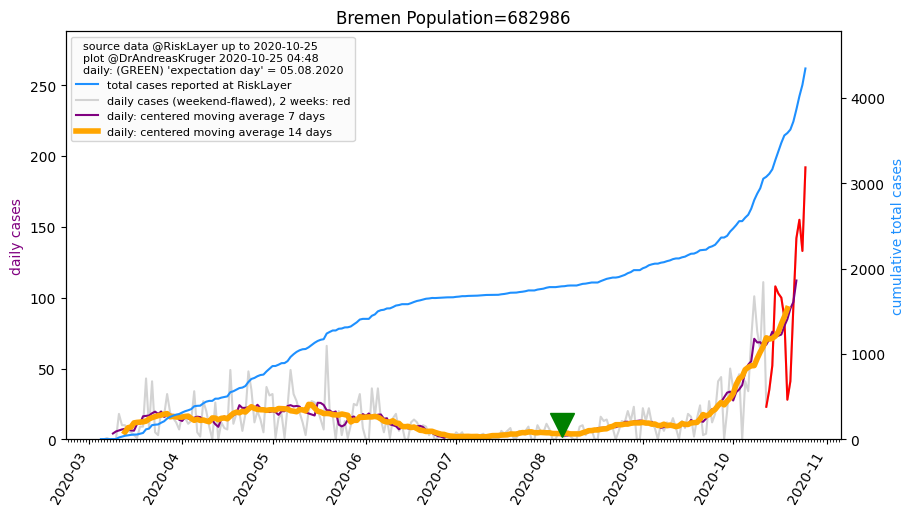 Bremen Population=682986
source data @RiskLayer up to 2020-10-25
plot @DrAndreasKruger 2020-10-25 04:48
daily: (GREEN) 'expectation day' = 05.08.2020
total cases reported at RiskLayer
daily cases (weekend-flawed), 2 weeks: red
daily: centered moving average 7 days
daily: centered moving average 14 days
daily cases
250
200
150
100
50
0
cumulative total cases
4000
3000
2000
1000
0
2020-03
2020-04
2020-05
2020-06
2020-07
2020-08
2020-09
2020-10
2020-11